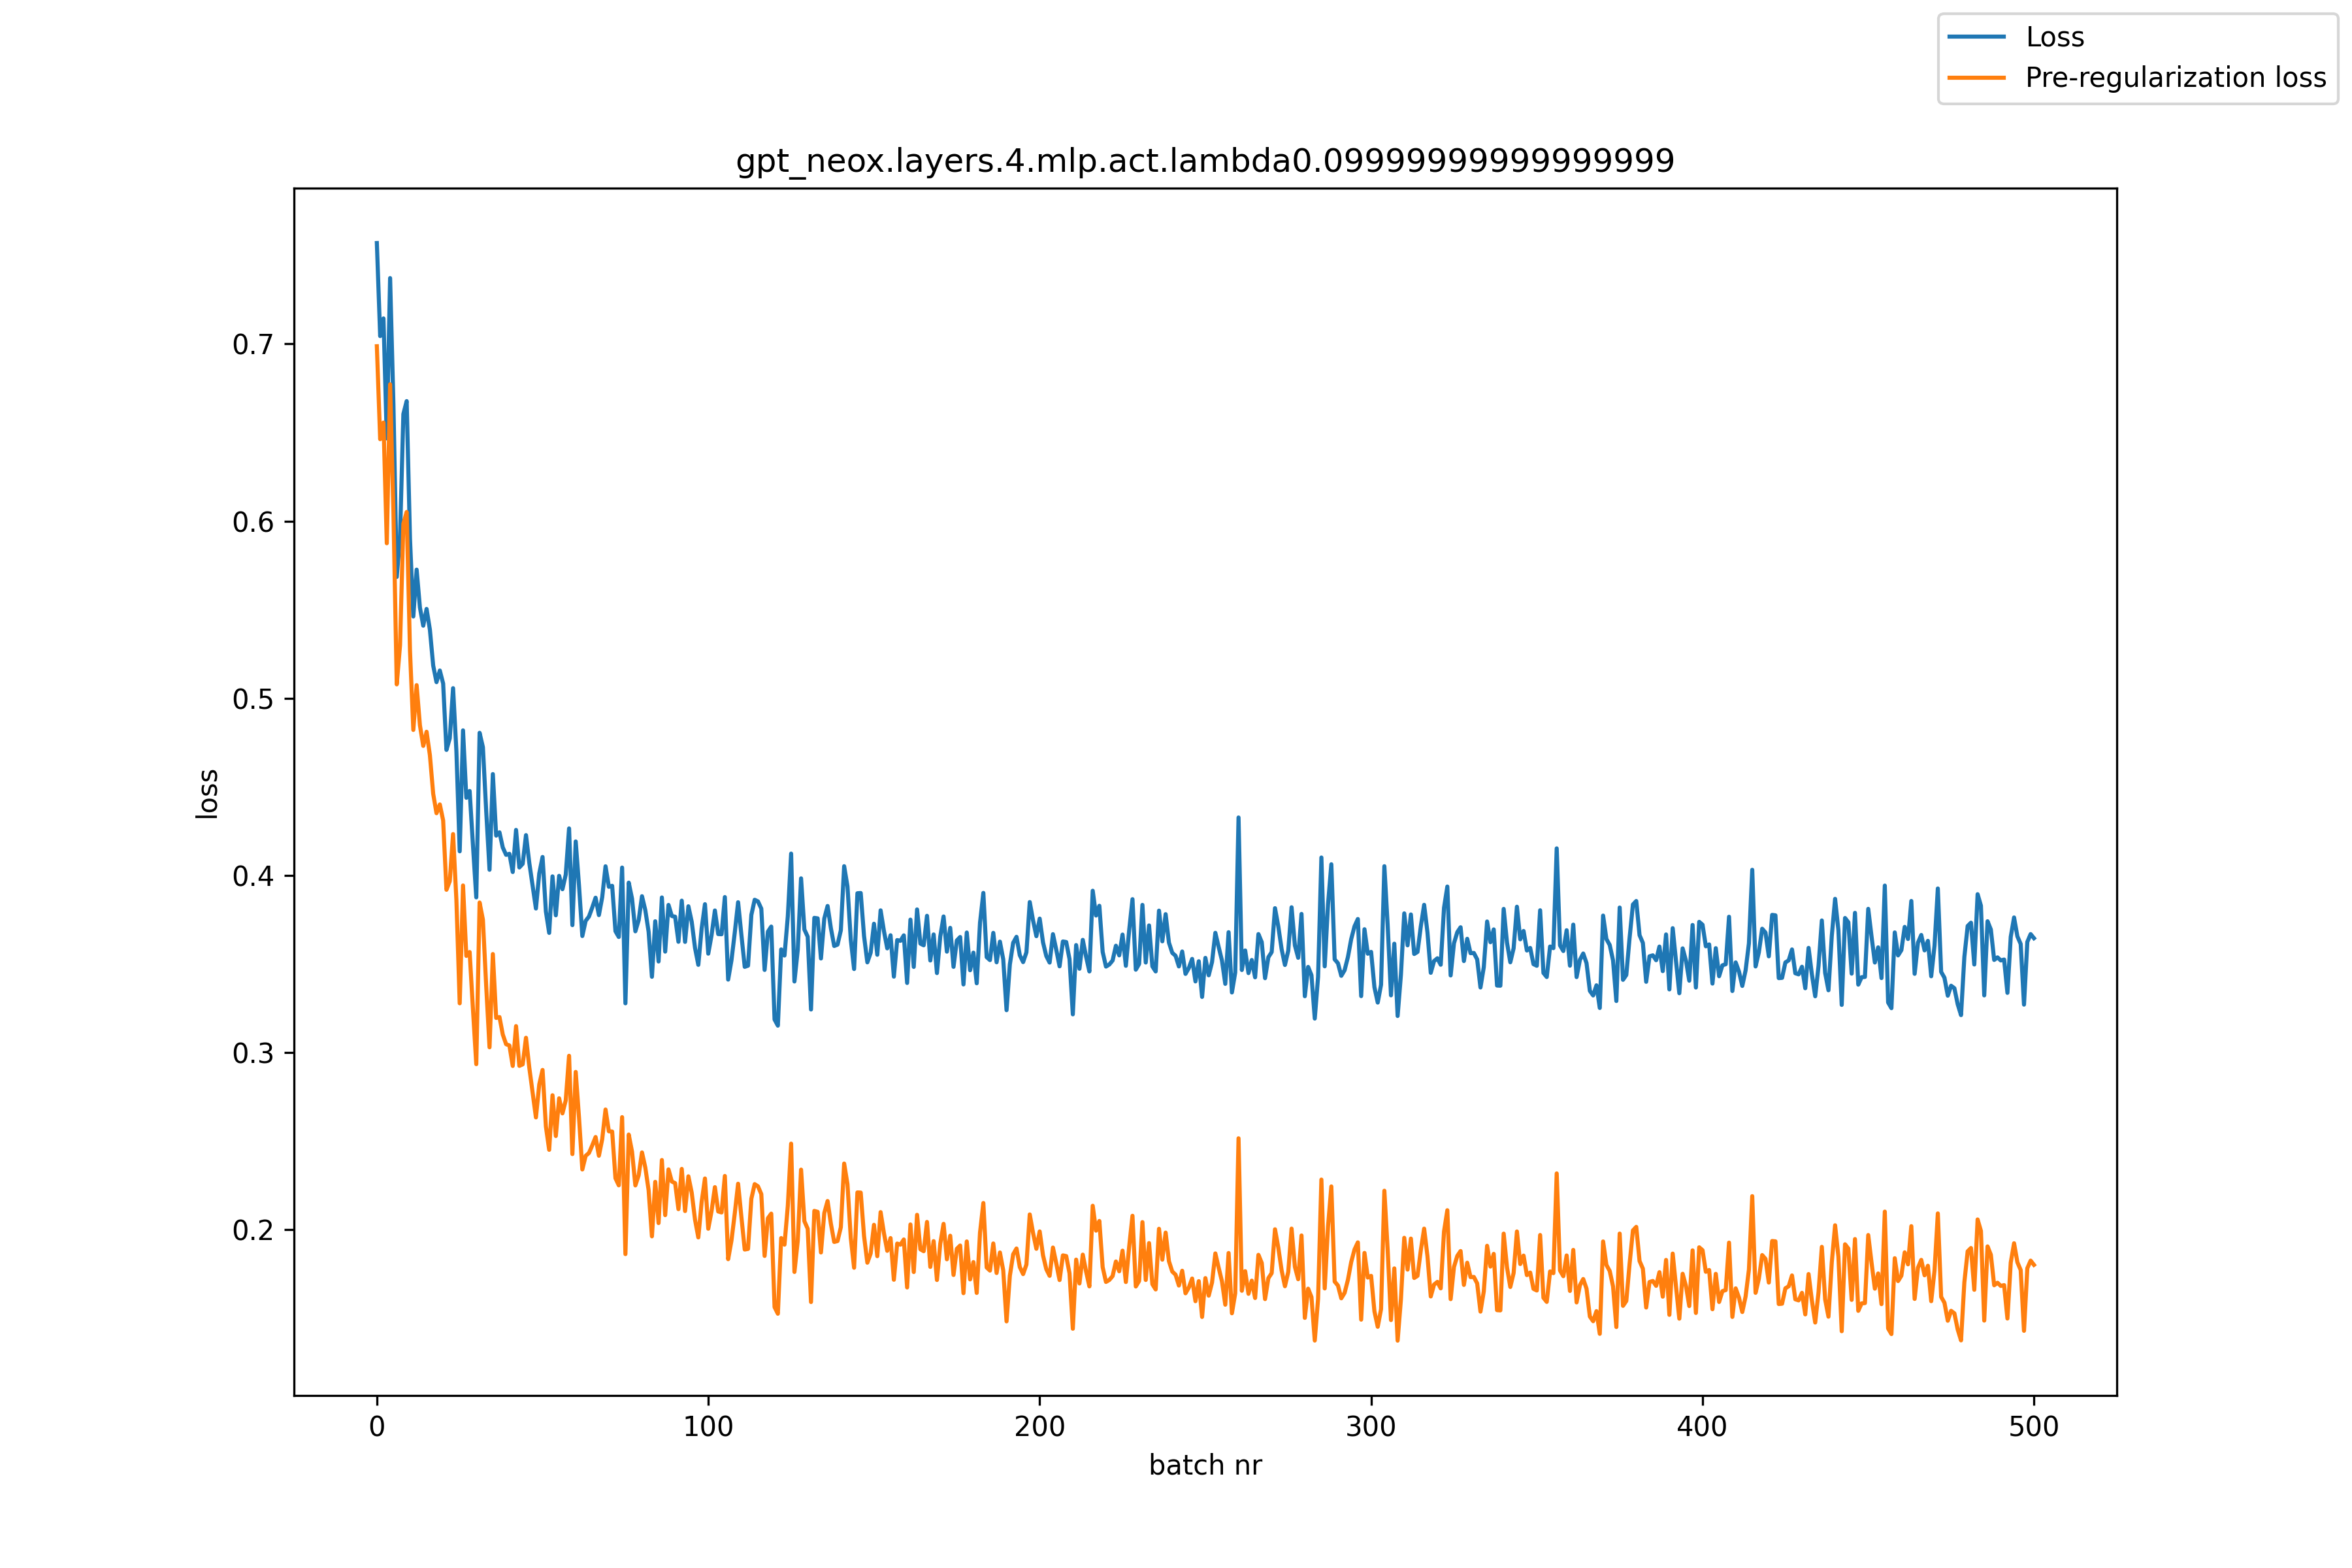 Loss
Pre-regularization loss
gpt_neox.layers.4.mlp.act.lambda0.09999999999999999
loss
0.7
0.6
0.5
0.4
0.3
0.2
0
100
200
300
400
500
batch nr